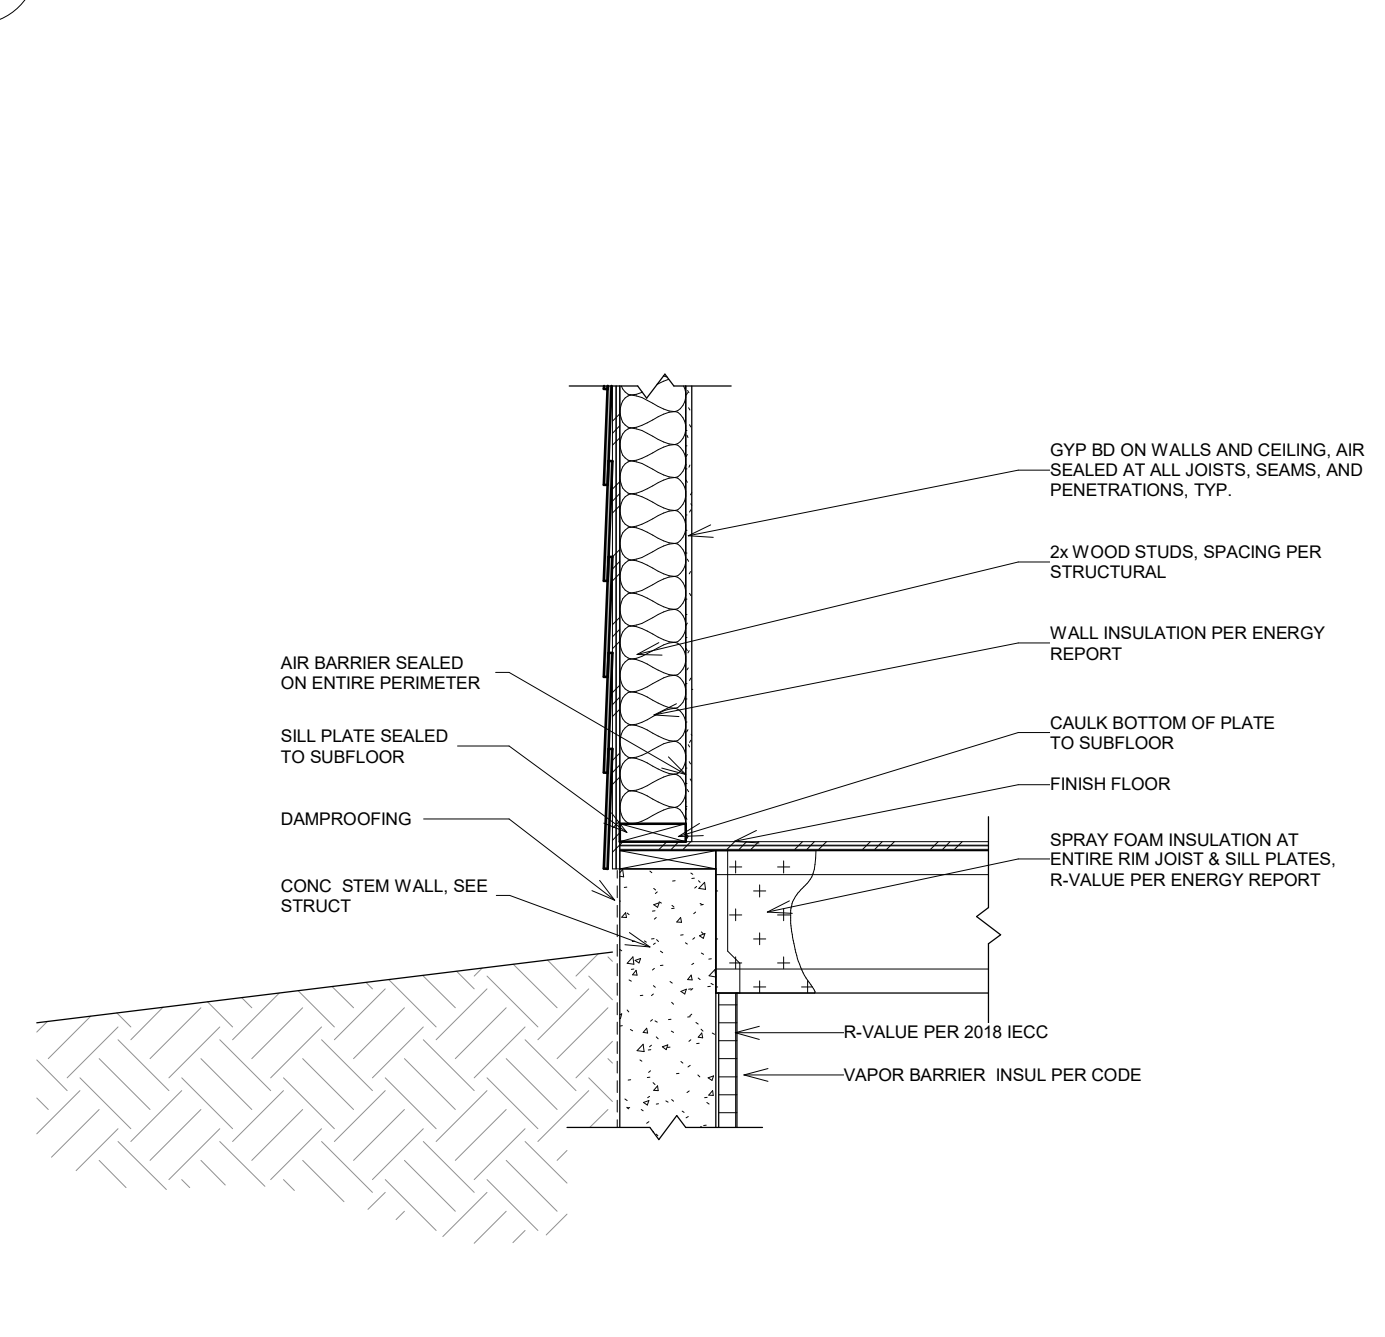 GYP BD ON WALLS AND CEILING, AIR
SEALED AT ALL JOISTS, SEAMS, AND
PENETRATIONS, TYP.
2x WOOD STUDS, SPACING PER
STRUCTURAL
WALL INSULATION PER ENERGY
REPORT
AIR BARRIER SEALED
ON ENTIRE PERIMETER
SILL PLATE SEALED
TO SUBFLOOR
CAULK BOTTOM OF PLATE
TO SUBFLOOR
FINISH FLOOR
DAMPROOFING
SPRAY FOAM INSULATION AT
ENTIRE RIM JOIST & SILL PLATES,
R-VALUE PER ENERGY REPORT
CONC  STEM WALL, SEE
STRUCT
R-VALUE PER 2018 IECC
VAPOR BARRIER  INSUL PER CODE